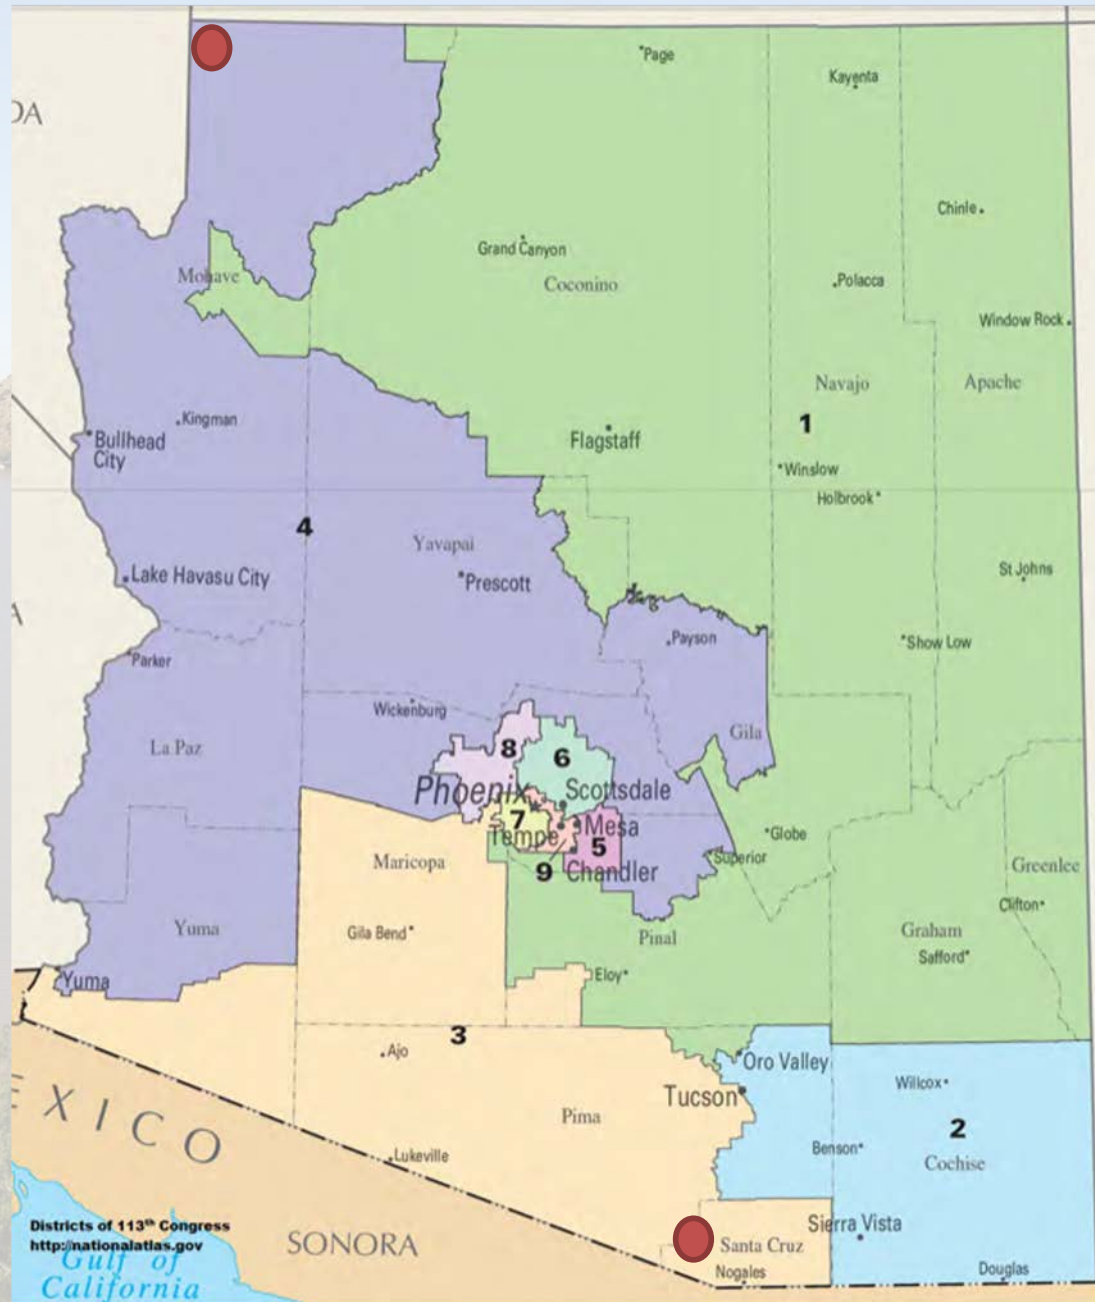 Page
Kayenta
DA
Chinle
Grand Canyon
Mohave
Coconino
Polacca
Window Rock
Navajo
Apache
Kingman
1
Bullhead
City
Flagstaff
Winslow
Holbrook
4
Yavapai
Lake Havasu City
Prescott
St Johns
A
Payson
Show Low
Parker
Wickenburg
La Paz
Gila
8
6
Phoenix
Scottsdale
7
Tempe
Mesa
5
Globe
Maricopa
9
Chandler
Superior
Greenlee
Clifton
Yuma
Gila Bend
Pinal
Graham
Safford
Yuma
Eloy
3
Ajo
Oro Valley
Tucson
Willcox
EXICO
Pima
2
Benson
Cochise
Lukeville
Districts of 113th Congress
http://nationalatlas.gov
Sierra Vista
SONORA
Santa Cruz
Gulf of
California
Nogales
Douglas